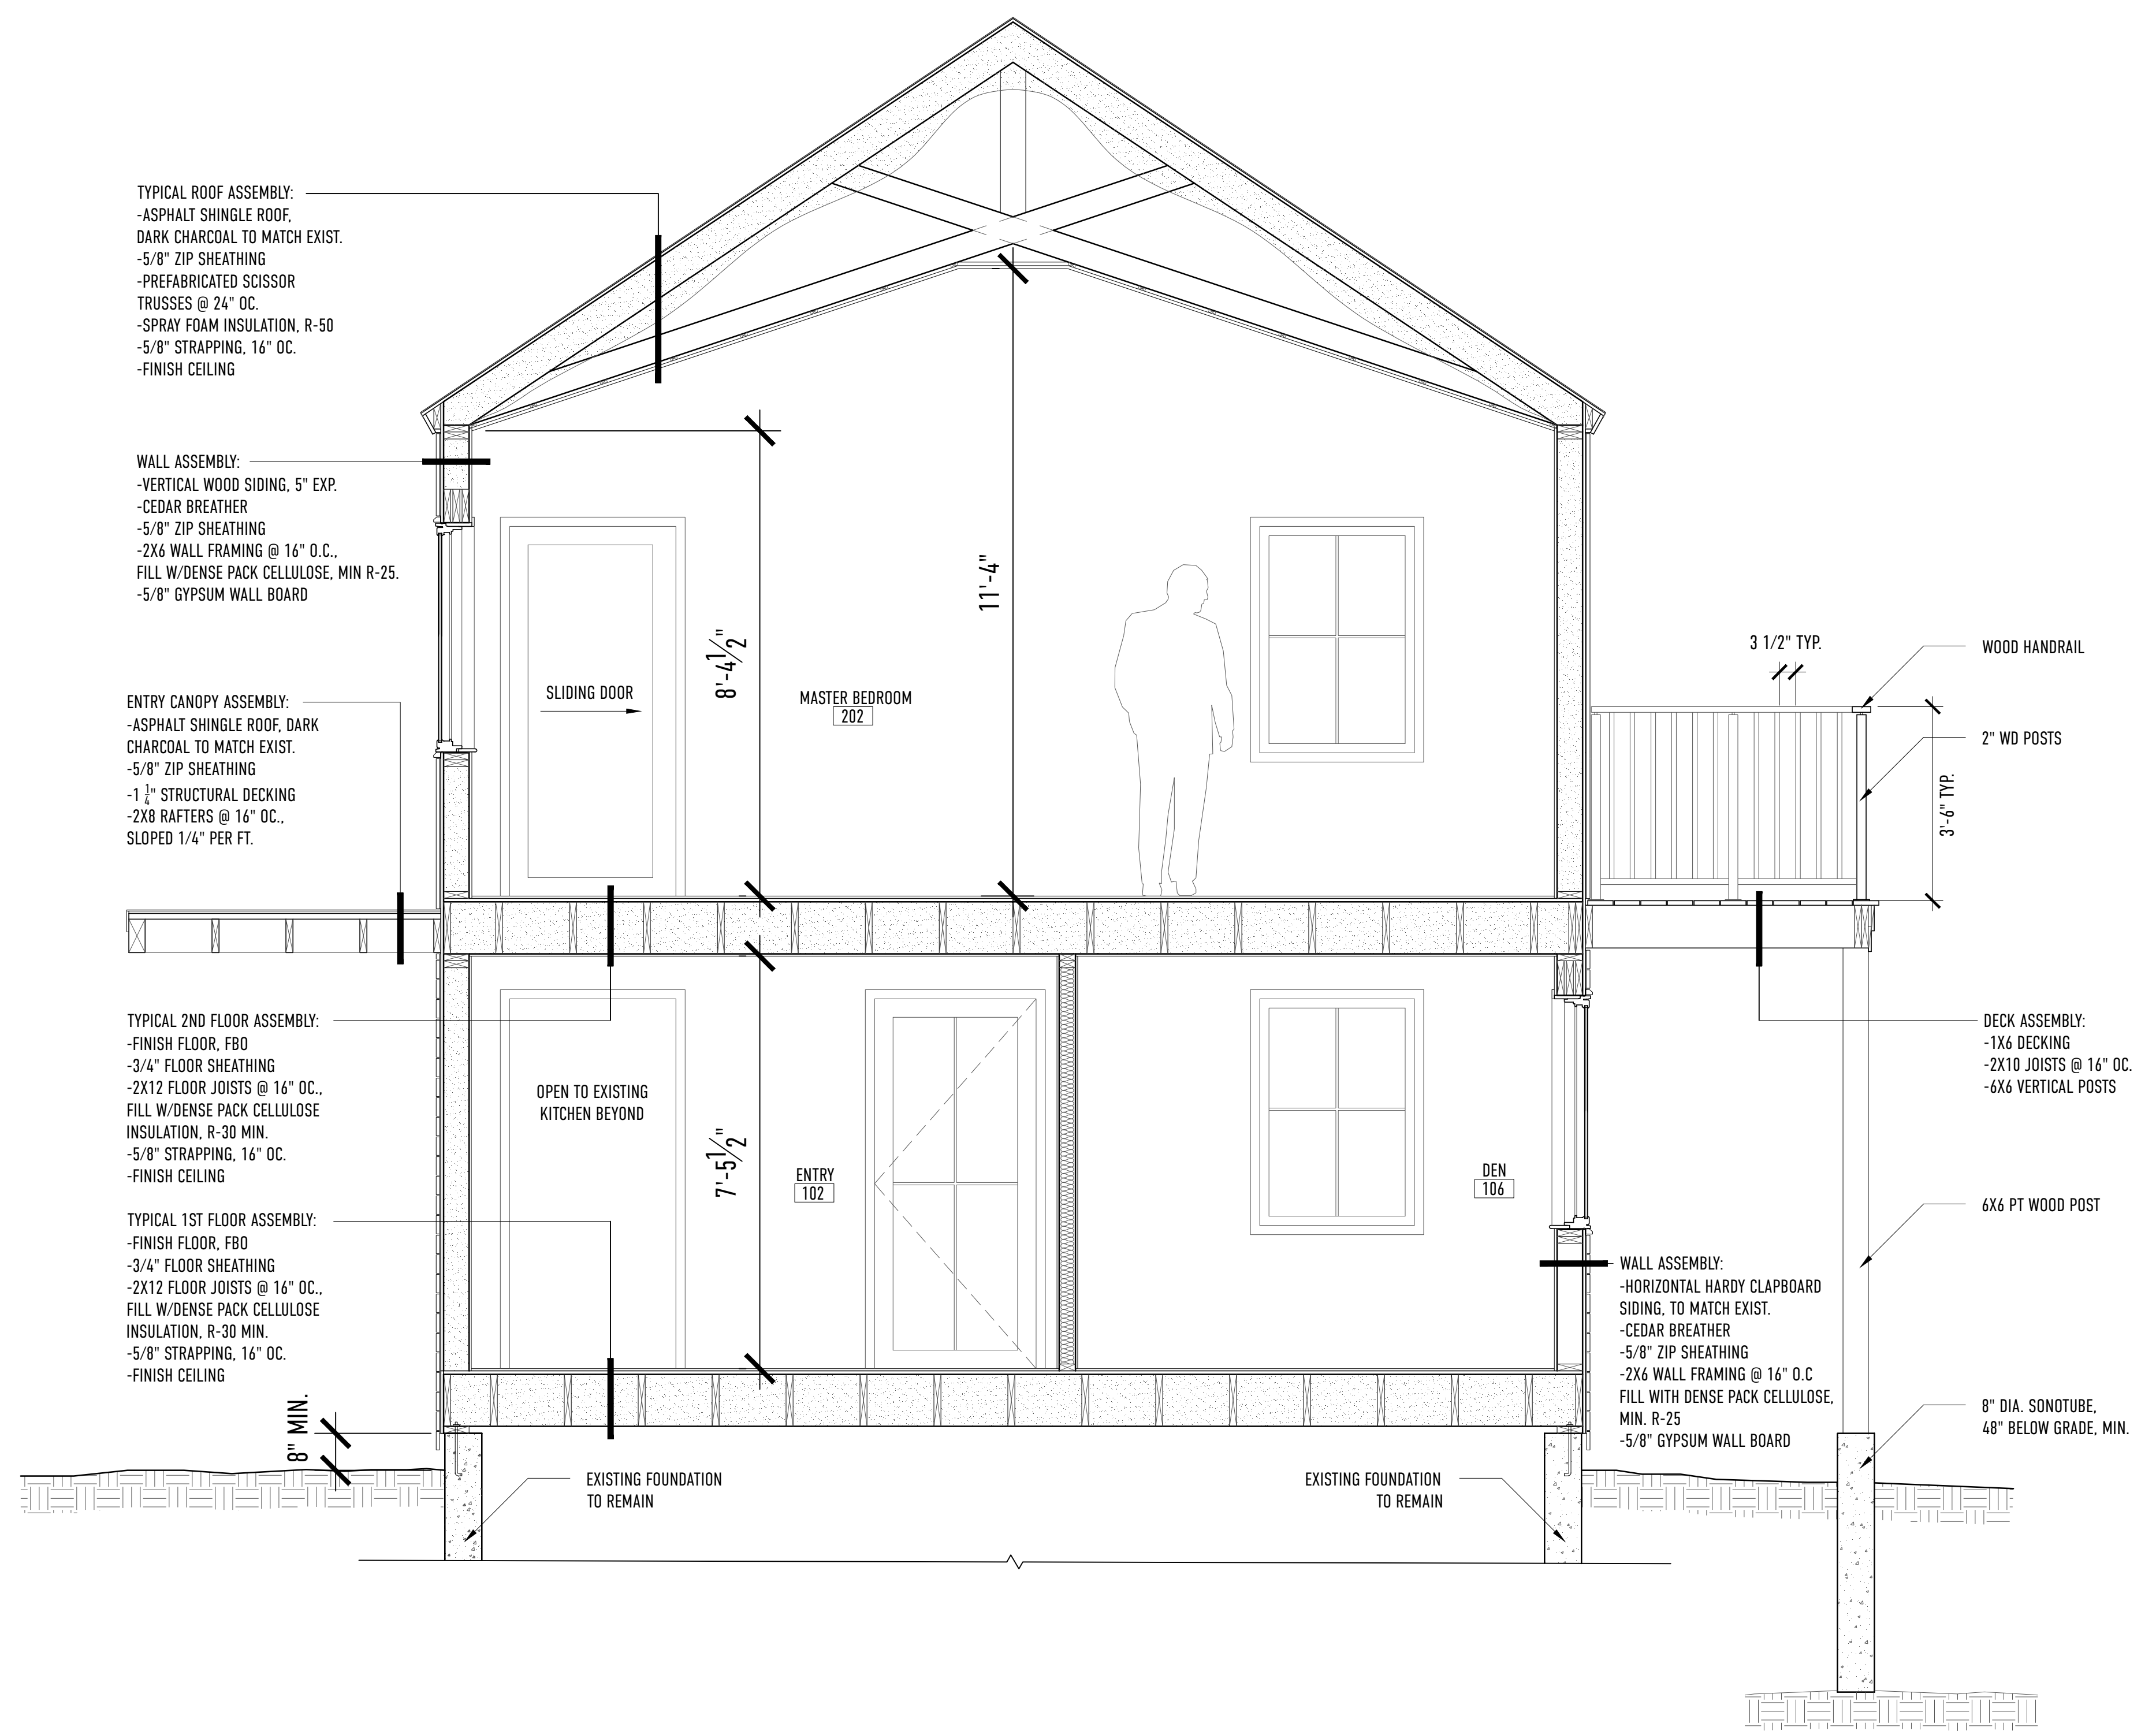 TYPICAL ROOF ASSEMBLY:
-ASPHALT SHINGLE ROOF,
DARK CHARCOAL TO MATCH EXIST.
-5/8" ZIP SHEATHING
-PREFABRICATED SCISSOR
TRUSSES @ 24" OC.
-SPRAY FOAM INSULATION, R-50
-5/8" STRAPPING, 16" OC.
-FINISH CEILING
WALL ASSEMBLY:
-VERTICAL WOOD SIDING, 5" EXP.
-CEDAR BREATHER
-5/8" ZIP SHEATHING
-2X6 WALL FRAMING @ 16" O.C.,
FILL W/DENSE PACK CELLULOSE, MIN R-25.
-5/8" GYPSUM WALL BOARD
ENTRY CANOPY ASSEMBLY:
-ASPHALT SHINGLE ROOF, DARK
CHARCOAL TO MATCH EXIST.
-5/8" ZIP SHEATHING
-1 1/4" STRUCTURAL DECKING
-2X8 RAFTERS @ 16" OC.,
SLOPED 1/4" PER FT.
TYPICAL 2ND FLOOR ASSEMBLY:
-FINISH FLOOR, FBO
-3/4" FLOOR SHEATHING
-2X12 FLOOR JOISTS @ 16" OC.,
FILL W/DENSE PACK CELLULOSE
INSULATION, R-30 MIN.
-5/8" STRAPPING, 16" OC.
-FINISH CEILING
TYPICAL 1ST FLOOR ASSEMBLY:
-FINISH FLOOR, FBO
-3/4" FLOOR SHEATHING
-2X12 FLOOR JOISTS @ 16" OC.,
FILL W/DENSE PACK CELLULOSE
INSULATION, R-30 MIN.
-5/8" STRAPPING, 16" OC.
-FINISH CEILING
8" MIN.
SLIDING DOOR
8'-4 1/2"
MASTER BEDROOM
202
11'-4"
OPEN TO EXISTING
KITCHEN BEYOND
7'-5 1/2"
ENTRY
102
DEN
106
EXISTING FOUNDATION
TO REMAIN
EXISTING FOUNDATION
TO REMAIN
3 1/2" TYP.
WOOD HANDRAIL
2" WD POSTS
3'-6" TYP.
DECK ASSEMBLY:
-1X6 DECKING
-2X10 JOISTS @ 16" OC.
-6X6 VERTICAL POSTS
6X6 PT WOOD POST
WALL ASSEMBLY:
-HORIZONTAL HARDY CLAPBOARD
SIDING, TO MATCH EXIST.
-CEDAR BREATHER
-5/8" ZIP SHEATHING
-2X6 WALL FRAMING @ 16" O.C
FILL WITH DENSE PACK CELLULOSE,
MIN. R-25
-5/8" GYPSUM WALL BOARD
8" DIA. SONOTUBE,
48" BELOW GRADE, MIN.